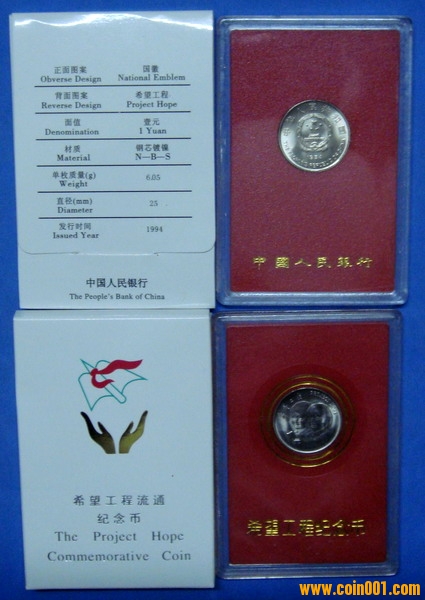 正面图案 国徽
Obverse Design National Emblem
背面图案 希望工程
Reverse Design Project Hope
面值 壹元
Denomination 1 Yuan
材质 钢芯镀镍
Material N—B—S
单枚质量(g) 6.05
Weight
直径(mm) 25
Diameter
发行时间 1994
Issued Year
中国人民银行
The People's Bank of China
中國人民銀行
希望工程流通
纪念币
The Project Hope
Commemorative Coin
希望工程纪念币
www.coin001.com